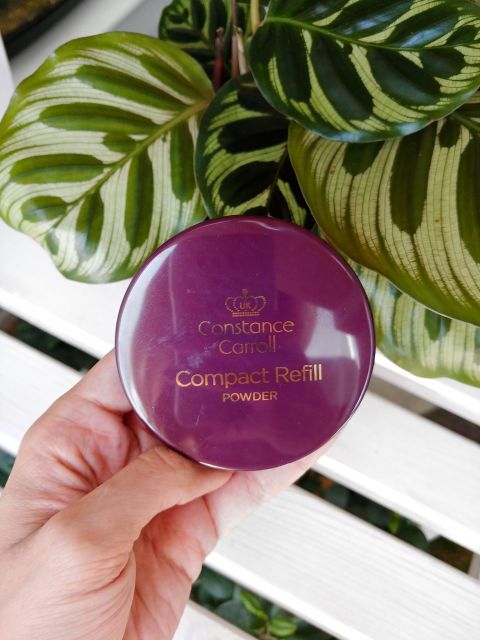 UK
Constance
Carroll
Compact Refill
POWDER